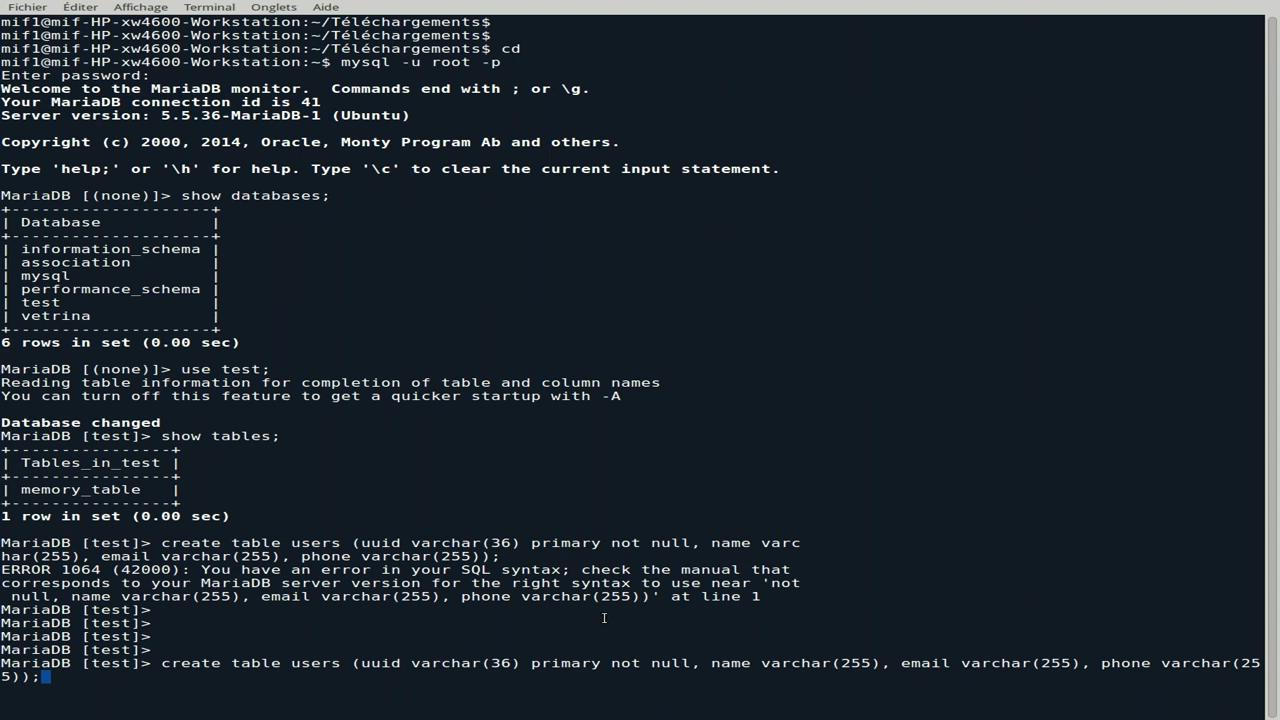 Fichier Éditer Affichage Terminal Onglets Aide
mif1@mif-HP-xw4600-Workstation:~/Téléchargements$
mif1@mif-HP-xw4600-Workstation:~/Téléchargements$
mif1@mif-HP-xw4600-Workstation:~/Téléchargements$ cd
mif1@mif-HP-xw4600-Workstation:~$ mysql -u root -p
Enter password:
Welcome to the MariaDB monitor.  Commands end with ; or \g.
Your MariaDB connection id is 41
Server version: 5.5.36-MariaDB-1 (Ubuntu)

Copyright (c) 2000, 2014, Oracle, Monty Program Ab and others.

Type 'help;' or '\h' for help. Type '\c' to clear the current input statement.

MariaDB [(none)]> show databases;
+--------------------+
| Database           |
+--------------------+
| information_schema |
| association        |
| mysql              |
| performance_schema |
| test               |
| vetrina            |
+--------------------+
6 rows in set (0.00 sec)

MariaDB [(none)]> use test;
Reading table information for completion of table and column names
You can turn off this feature to get a quicker startup with -A

Database changed
MariaDB [test]> show tables;
+----------------+
| Tables_in_test |
+----------------+
| memory_table   |
+----------------+
1 row in set (0.00 sec)

MariaDB [test]> create table users (uuid varchar(36) primary not null, name varc
har(255), email varchar(255), phone varchar(255));
ERROR 1064 (42000): You have an error in your SQL syntax; check the manual that
corresponds to your MariaDB server version for the right syntax to use near 'not
 null, name varchar(255), email varchar(255), phone varchar(255))' at line 1
MariaDB [test]>
MariaDB [test]>
MariaDB [test]>
MariaDB [test]>
MariaDB [test]> create table users (uuid varchar(36) primary not null, name varchar(255), email varchar(255), phone varchar(25
5));